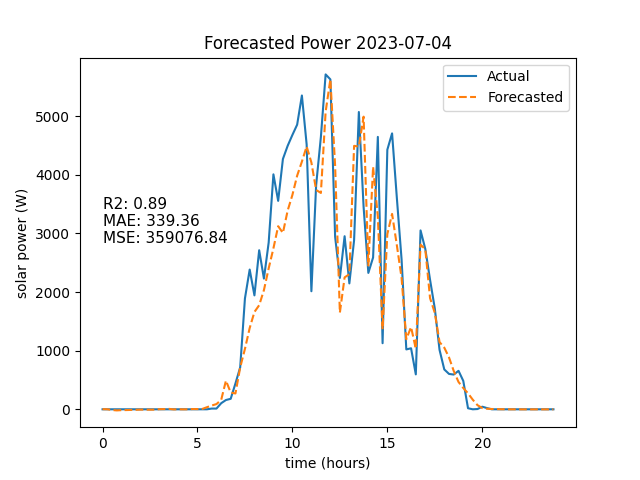 Forecasted Power 2023-07-04
Actual
Forecasted
R2: 0.89
MAE: 339.36
MSE: 359076.84
solar power (W)
5000
4000
3000
2000
1000
0
0 5 10 15 20
time (hours)